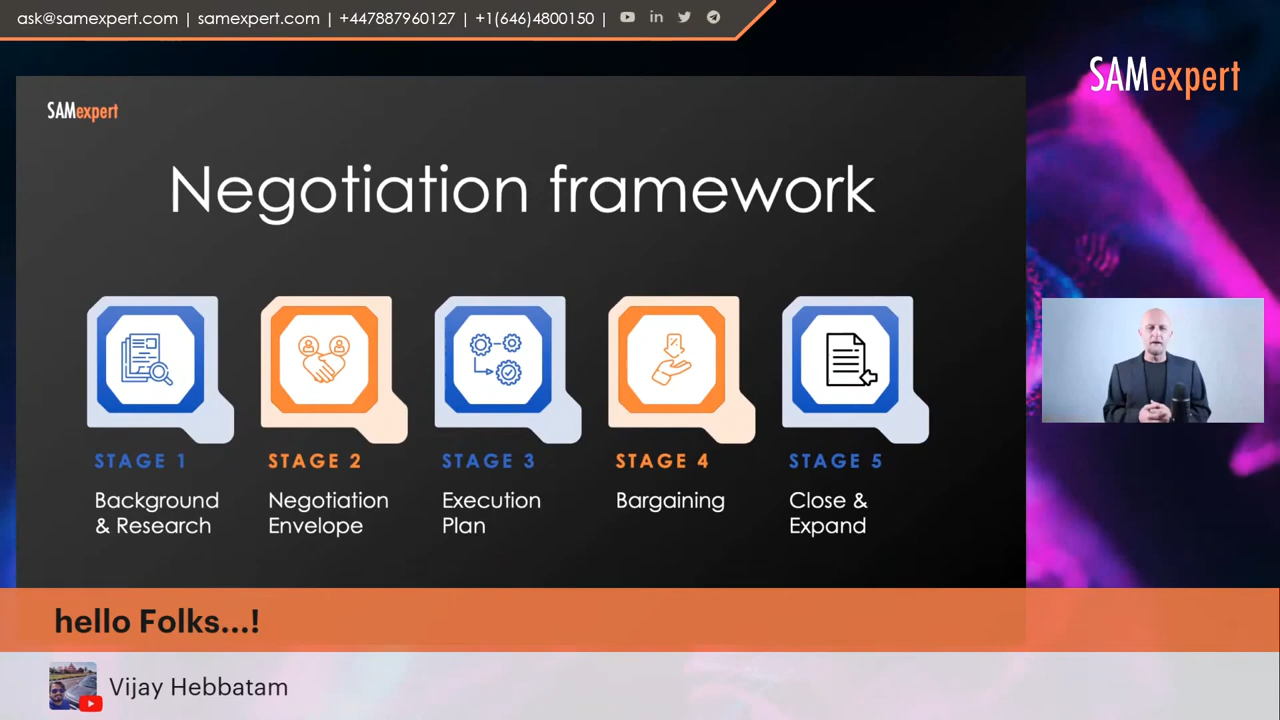 ask@samexpert.com | samexpert.com | +447887960127 | +1(646)4800150 |
SAMexpert
SAMexpert
Negotiation framework
STAGE 1
Background
& Research
STAGE 2
Negotiation
Envelope
STAGE 3
Execution
Plan
STAGE 4
Bargaining
STAGE 5
Close &
Expand
hello Folks...!
Vijay Hebbatam